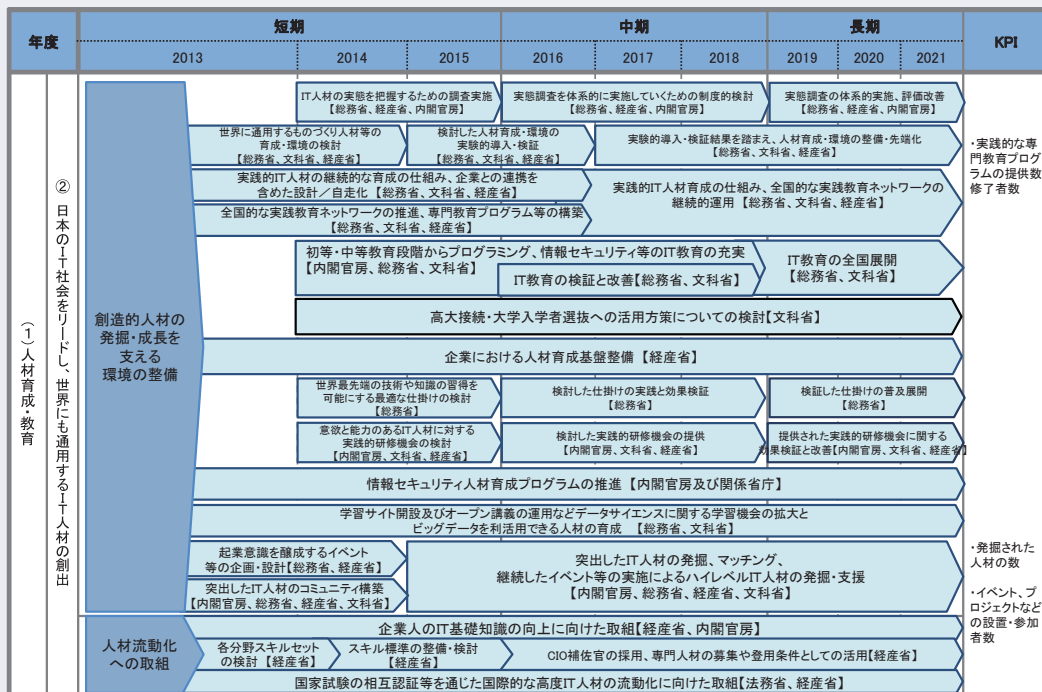 年度
短期
中期
長期
KPI
2013
2014
2015
2016
2017
2018
2019
2020
2021
(1)人材育成・教育
② 日本のIT社会をリードし、世界にも通用するIT人材の創出
創造的人材の
発掘・成長を
支える
環境の整備
IT人材の実態を把握するための調査実施
【総務省、経産省、内閣官房】
実態調査を体系的に実施していくための制度的検討
【総務省、経産省、内閣官房】
実態調査の体系的実施、評価改善
【総務省、経産省、内閣官房】
世界に通用するものづくり人材等の
育成・環境の検討
【総務省、文科省、経産省】
検討した人材育成・環境の
実験的導入・検証
【総務省、文科省、経産省】
実験的導入・検証結果を踏まえ、人材育成・環境の整備・先端化
【総務省、文科省、経産省】
実践的IT人材の継続的な育成の仕組み、企業との連携を
含めた設計／自走化 【総務省、文科省、経産省】
全国的な実践教育ネットワークの推進、専門教育プログラム等の構築
【総務省、文科省、経産省】
実践的IT人材育成の仕組み、全国的な実践教育ネットワークの
継続的運用 【総務省、文科省、経産省】
初等・中等教育段階からプログラミング、情報セキュリティ等のIT教育の充実
【内閣官房、総務省、文科省】
IT教育の検証と改善【総務省、文科省】
IT教育の全国展開
【総務省、文科省】
高大接続・大学入学者選抜への活用方策についての検討【文科省】
企業における人材育成基盤整備 【経産省】
世界最先端の技術や知識の習得を
可能にする最適な仕掛けの検討
【総務省】
検討した仕掛けの実践と効果検証
【総務省】
検証した仕掛けの普及展開
【総務省】
意欲と能力のあるIT人材に対する
実践的研修機会の検討
【内閣官房、文科省、経産省】
検討した実践的研修機会の提供
【内閣官房、文科省、経産省】
提供された実践的研修機会に関する
効果検証と改善【内閣官房、文科省、経産省】
情報セキュリティ人材育成プログラムの推進 【内閣官房及び関係省庁】
学習サイト開設及びオープン講義の運用などデータサイエンスに関する学習機会の拡大と
ビッグデータを利活用できる人材の育成 【総務省、文科省】
起業意識を醸成するイベント
等の企画・設計【総務省、経産省】
突出したIT人材のコミュニティ構築
【内閣官房、総務省、経産省、文科省】
突出したIT人材の発掘、マッチング、
継続したイベント等の実施によるハイレベルIT人材の発掘・支援
【内閣官房、総務省、経産省、文科省】
・実践的な専
門教育プログ
ラムの提供数
修了者数
・発掘された
人材の数
・イベント、プ
ロジェクトなど
の設置・参加
者数
人材流動化
への取組
企業人のIT基礎知識の向上に向けた取組【経産省、内閣官房】
各分野スキルセット
の検討 【経産省】
スキル標準の整備・検討
【経産省】
CIO補佐官の採用、専門人材の募集や登用条件としての活用【経産省】
国家試験の相互認証等を通じた国際的な高度IT人材の流動化に向けた取組【法務省、経産省】